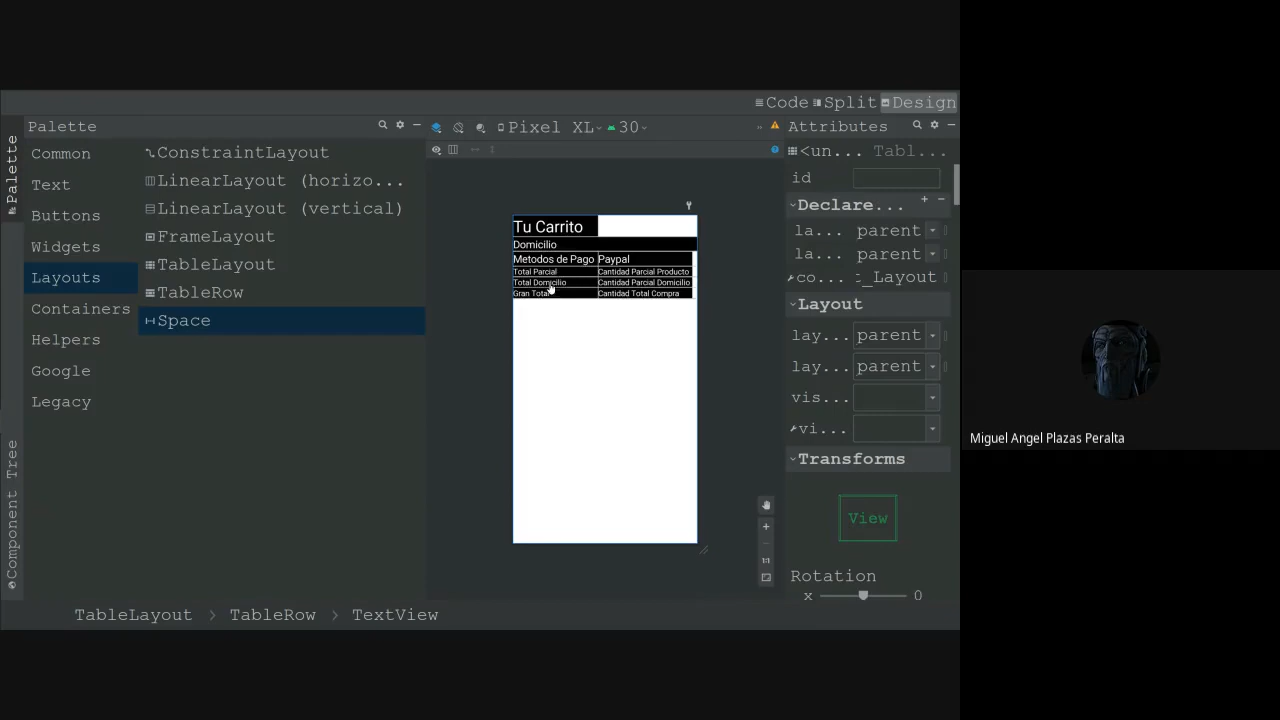 Code Split Design
Palette
Pixel XL 30
Attributes
Palette
Common
Text
Buttons
Widgets
Layouts
Containers
Helpers
Google
Legacy
ConstraintLayout
LinearLayout (horizo...
LinearLayout (vertical)
FrameLayout
TableLayout
TableRow
Space
Component Tree
Tu Carrito
Domicilio
Metodos de Pago Paypal
Total Parcial Cantidad Parcial Producto
Total Domicilio Cantidad Parcial Domicilio
Gran Total Cantidad Total Compra
1:1
<un... Tabl...
id
Declare... + −
la... parent
la... parent
co... :_Layout
Layout
lay... parent
lay... parent
vis...
vi...
Transforms
View
Rotation
x 0
TableLayout > TableRow > TextView
Miguel Angel Plazas Peralta